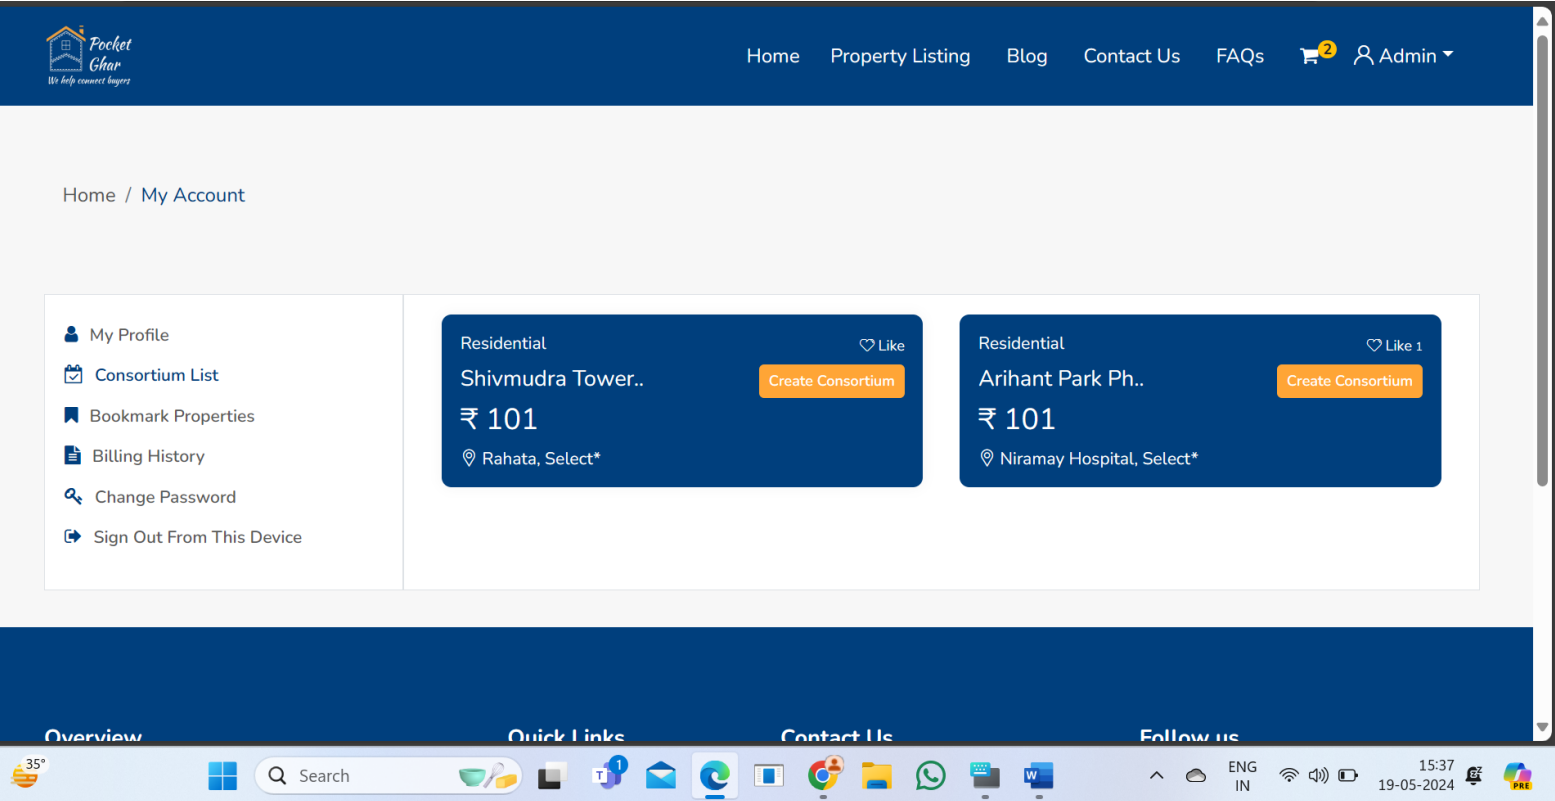 Pocket
Ghar
We help connect buyers
Home
Property Listing
Blog
Contact Us
FAQs
2
Admin
Home / My Account
My Profile
Consortium List
Bookmark Properties
Billing History
Change Password
Sign Out From This Device
Residential
Like
Shivmudra Tower..
Create Consortium
₹ 101
Rahata, Select*
Residential
Like 1
Arihant Park Ph..
Create Consortium
₹ 101
Niramay Hospital, Select*
Overview
Quick Links
Contact Us
Follow us
35°
Search
T
1
W
ENG
IN
15:37
19-05-2024
PRE